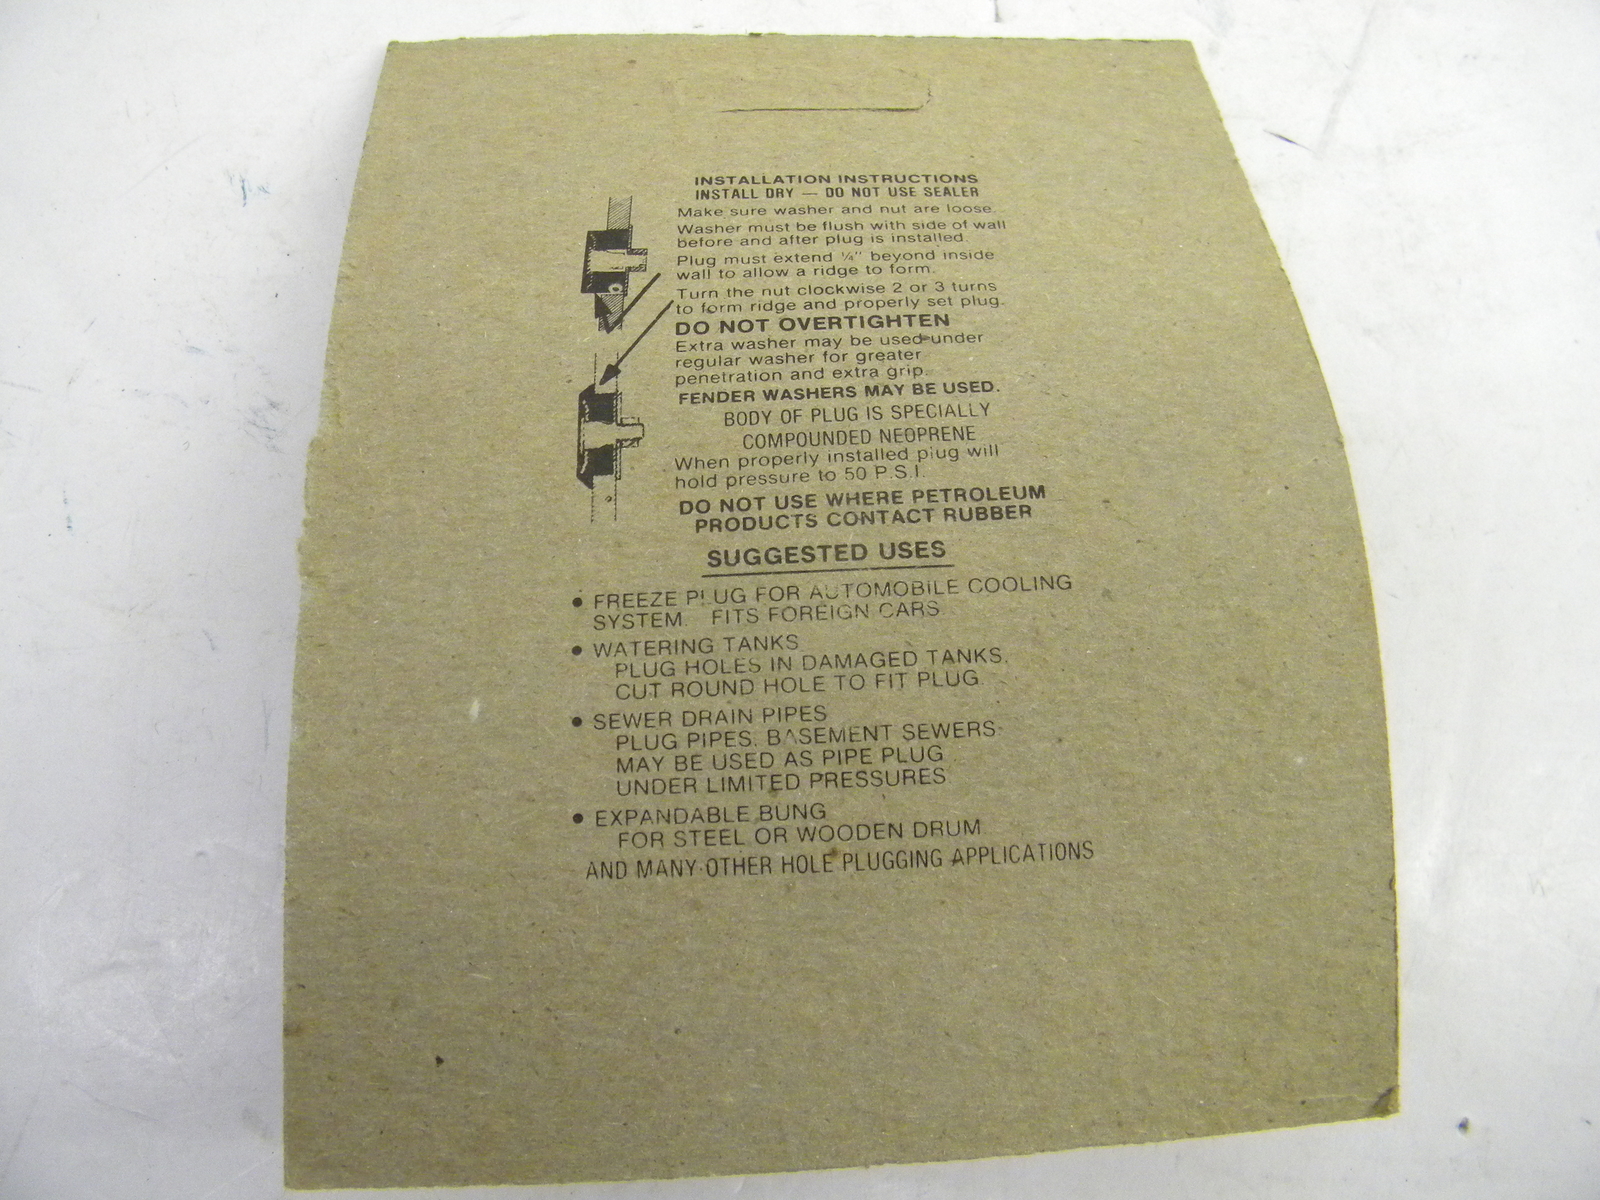 INSTALLATION INSTRUCTIONS
INSTALL DRY — DO NOT USE SEALER
Make sure washer and nut are loose.
Washer must be flush with side of wall
before and after plug is installed.
Plug must extend ¼" beyond inside
wall to allow a ridge to form.
Turn the nut clockwise 2 or 3 turns
to form ridge and properly set plug.
DO NOT OVERTIGHTEN
Extra washer may be used under
regular washer for greater
penetration and extra grip.
FENDER WASHERS MAY BE USED.
BODY OF PLUG IS SPECIALLY
COMPOUNDED NEOPRENE
When properly installed plug will
hold pressure to 50 P.S.I.
DO NOT USE WHERE PETROLEUM
PRODUCTS CONTACT RUBBER
SUGGESTED USES
• FREEZE PLUG FOR AUTOMOBILE COOLING
SYSTEM. FITS FOREIGN CARS
• WATERING TANKS
PLUG HOLES IN DAMAGED TANKS.
CUT ROUND HOLE TO FIT PLUG.
• SEWER DRAIN PIPES
PLUG PIPES. BASEMENT SEWERS
MAY BE USED AS PIPE PLUG
UNDER LIMITED PRESSURES
• EXPANDABLE BUNG
FOR STEEL OR WOODEN DRUM
AND MANY OTHER HOLE PLUGGING APPLICATIONS